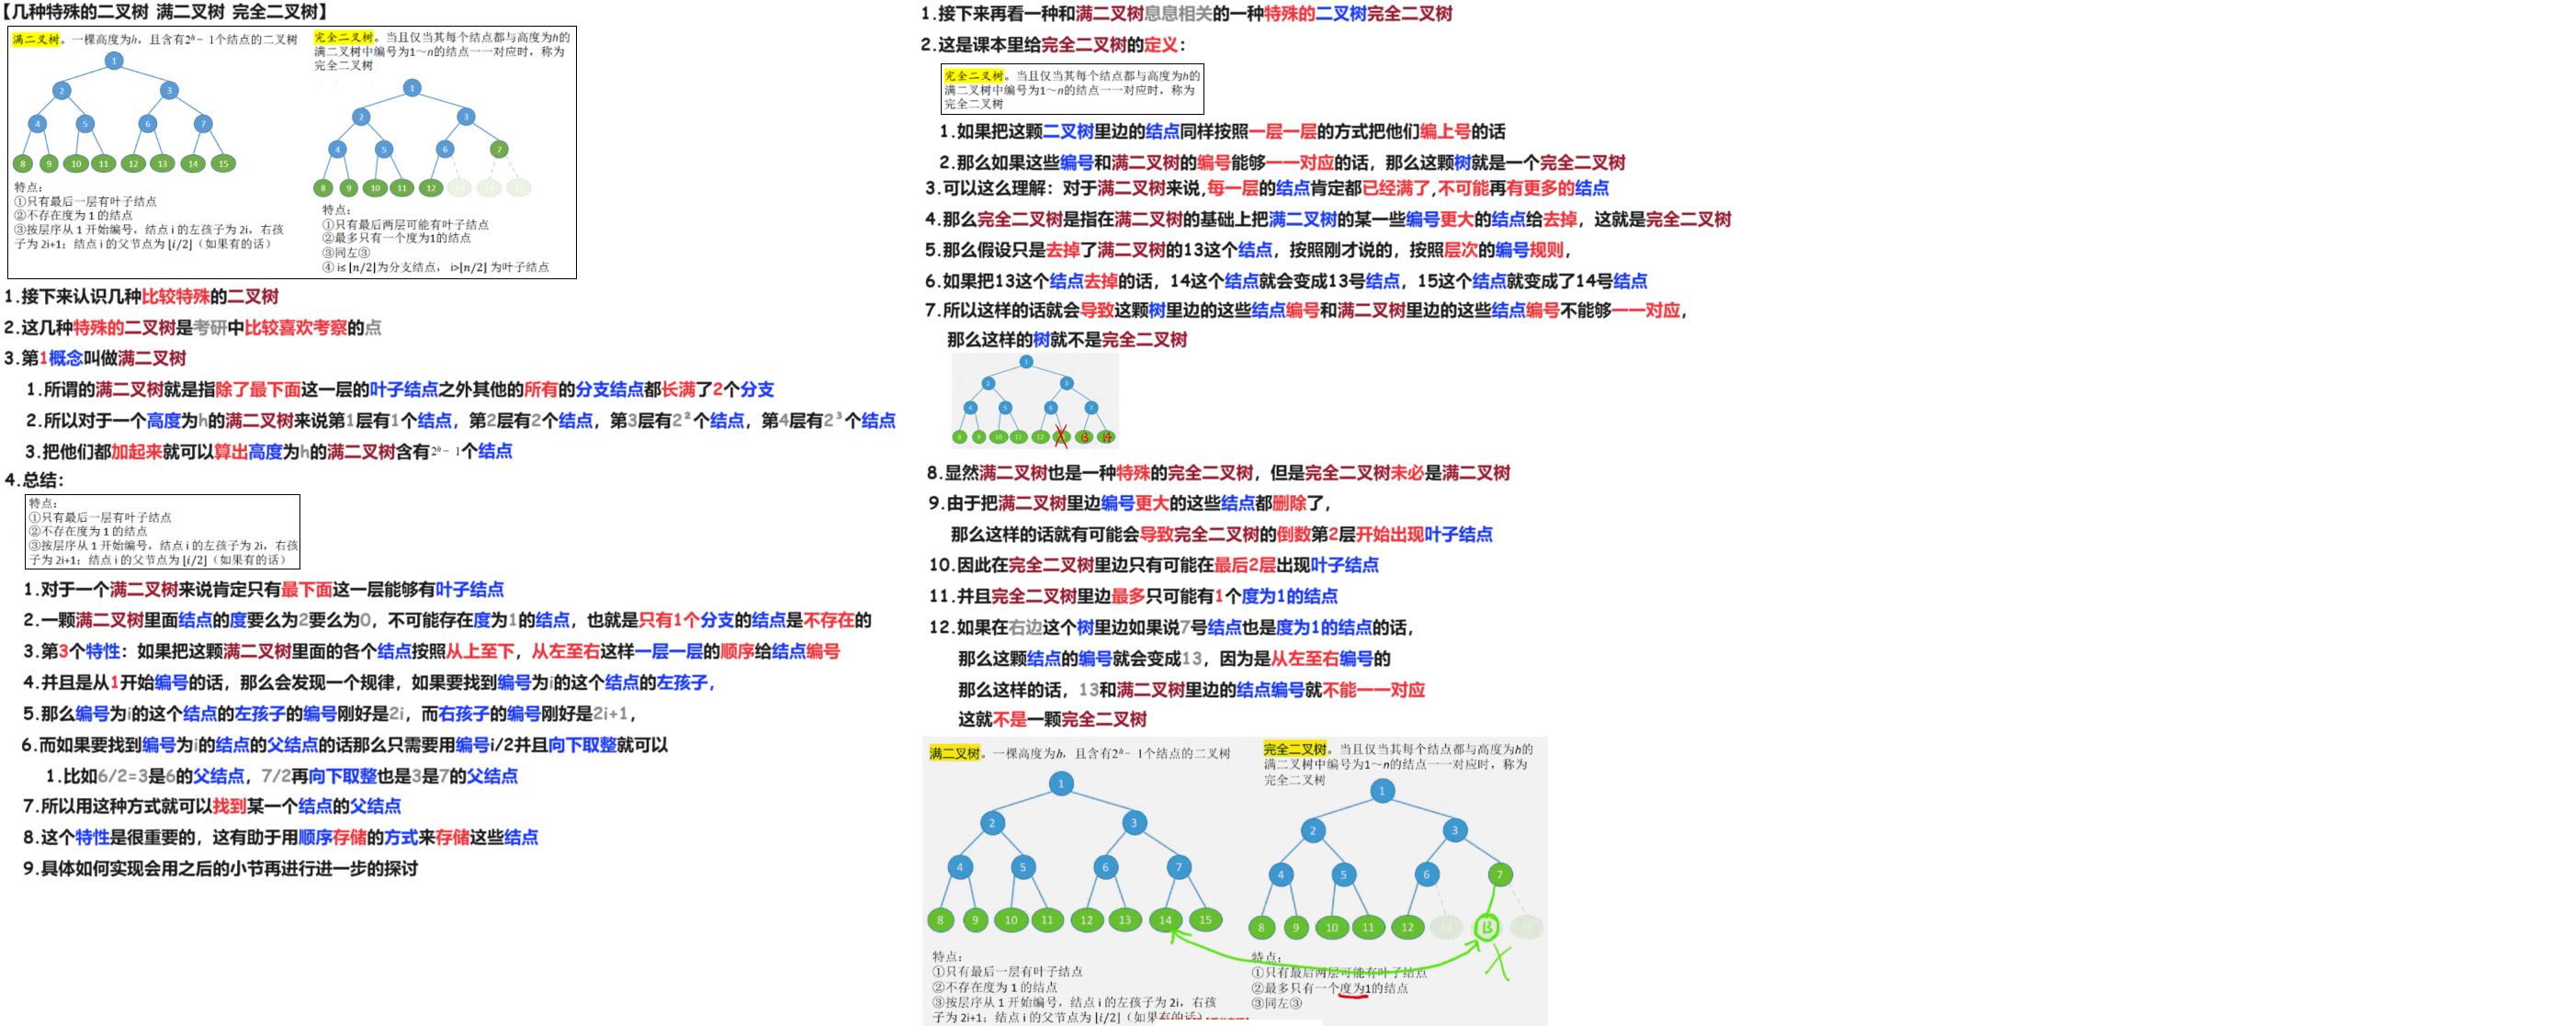 【几种特殊的二叉树 满二叉树 完全二叉树】
满二叉树。一棵高度为h，且含有2ʰ− 1个结点的二叉树
1
2
3
4
5
6
7
8
9
10
11
12
13
14
15
特点：
①只有最后一层有叶子结点
②不存在度为 1 的结点
③按层序从 1 开始编号，结点 i 的左孩子为 2i，右孩
子为 2i+1；结点 i 的父节点为 ⌊i/2⌋（如果有的话）
完全二叉树。当且仅当其每个结点都与高度为h的
满二叉树中编号为1～n的结点一一对应时，称为
完全二叉树
1
2
3
4
5
6
7
8
9
10
11
12
特点：
①只有最后两层可能有叶子结点
②最多只有一个度为1的结点
③同左③
④ i≤ ⌊n/2⌋为分支结点， i>⌊n/2⌋ 为叶子结点
1.接下来认识几种比较特殊的二叉树
2.这几种特殊的二叉树是考研中比较喜欢考察的点
3.第1概念叫做满二叉树
1.所谓的满二叉树就是指除了最下面这一层的叶子结点之外其他的所有的分支结点都长满了2个分支
2.所以对于一个高度为h的满二叉树来说第1层有1个结点，第2层有2个结点，第3层有2²个结点，第4层有2³个结点
3.把他们都加起来就可以算出高度为h的满二叉树含有2ʰ− 1个结点
4.总结：
特点：
①只有最后一层有叶子结点
②不存在度为 1 的结点
③按层序从 1 开始编号，结点 i 的左孩子为 2i，右孩
子为 2i+1；结点 i 的父节点为 ⌊i/2⌋（如果有的话）
1.对于一个满二叉树来说肯定只有最下面这一层能够有叶子结点
2.一颗满二叉树里面结点的度要么为2要么为0，不可能存在度为1的结点，也就是只有1个分支的结点是不存在的
3.第3个特性：如果把这颗满二叉树里面的各个结点按照从上至下，从左至右这样一层一层的顺序给结点编号
4.并且是从1开始编号的话，那么会发现一个规律，如果要找到编号为i的这个结点的左孩子，
5.那么编号为i的这个结点的左孩子的编号刚好是2i，而右孩子的编号刚好是2i+1，
6.而如果要找到编号为i的结点的父结点的话那么只需要用编号i/2并且向下取整就可以
1.比如6/2=3是6的父结点，7/2再向下取整也是3是7的父结点
7.所以用这种方式就可以找到某一个结点的父结点
8.这个特性是很重要的，这有助于用顺序存储的方式来存储这些结点
9.具体如何实现会用之后的小节再进行进一步的探讨
1.接下来再看一种和满二叉树息息相关的一种特殊的二叉树完全二叉树
2.这是课本里给完全二叉树的定义：
完全二叉树。当且仅当其每个结点都与高度为h的
满二叉树中编号为1～n的结点一一对应时，称为
完全二叉树
1.如果把这颗二叉树里边的结点同样按照一层一层的方式把他们编上号的话
2.那么如果这些编号和满二叉树的编号能够一一对应的话，那么这颗树就是一个完全二叉树
3.可以这么理解：对于满二叉树来说,每一层的结点肯定都已经满了,不可能再有更多的结点
4.那么完全二叉树是指在满二叉树的基础上把满二叉树的某一些编号更大的结点给去掉，这就是完全二叉树
5.那么假设只是去掉了满二叉树的13这个结点，按照刚才说的，按照层次的编号规则，
6.如果把13这个结点去掉的话，14这个结点就会变成13号结点，15这个结点就变成了14号结点
7.所以这样的话就会导致这颗树里边的这些结点编号和满二叉树里边的这些结点编号不能够一一对应，
那么这样的树就不是完全二叉树
1
2
3
4
5
6
7
8
9
10
11
12
13
14
8.显然满二叉树也是一种特殊的完全二叉树，但是完全二叉树未必是满二叉树
9.由于把满二叉树里边编号更大的这些结点都删除了，
那么这样的话就有可能会导致完全二叉树的倒数第2层开始出现叶子结点
10.因此在完全二叉树里边只有可能在最后2层出现叶子结点
11.并且完全二叉树里边最多只可能有1个度为1的结点
12.如果在右边这个树里边如果说7号结点也是度为1的结点的话，
那么这颗结点的编号就会变成13，因为是从左至右编号的
那么这样的话，13和满二叉树里边的结点编号就不能一一对应
这就不是一颗完全二叉树
满二叉树。一棵高度为h，且含有2ʰ− 1个结点的二叉树
1
2
3
4
5
6
7
8
9
10
11
12
13
14
15
特点：
①只有最后一层有叶子结点
②不存在度为 1 的结点
③按层序从 1 开始编号，结点 i 的左孩子为 2i，右孩
子为 2i+1；结点 i 的父节点为 ⌊i/2⌋（如果有的话）
完全二叉树。当且仅当其每个结点都与高度为h的
满二叉树中编号为1～n的结点一一对应时，称为
完全二叉树
1
2
3
4
5
6
7
8
9
10
11
12
13
特点：
①只有最后两层可能有叶子结点
②最多只有一个度为1的结点
③同左③